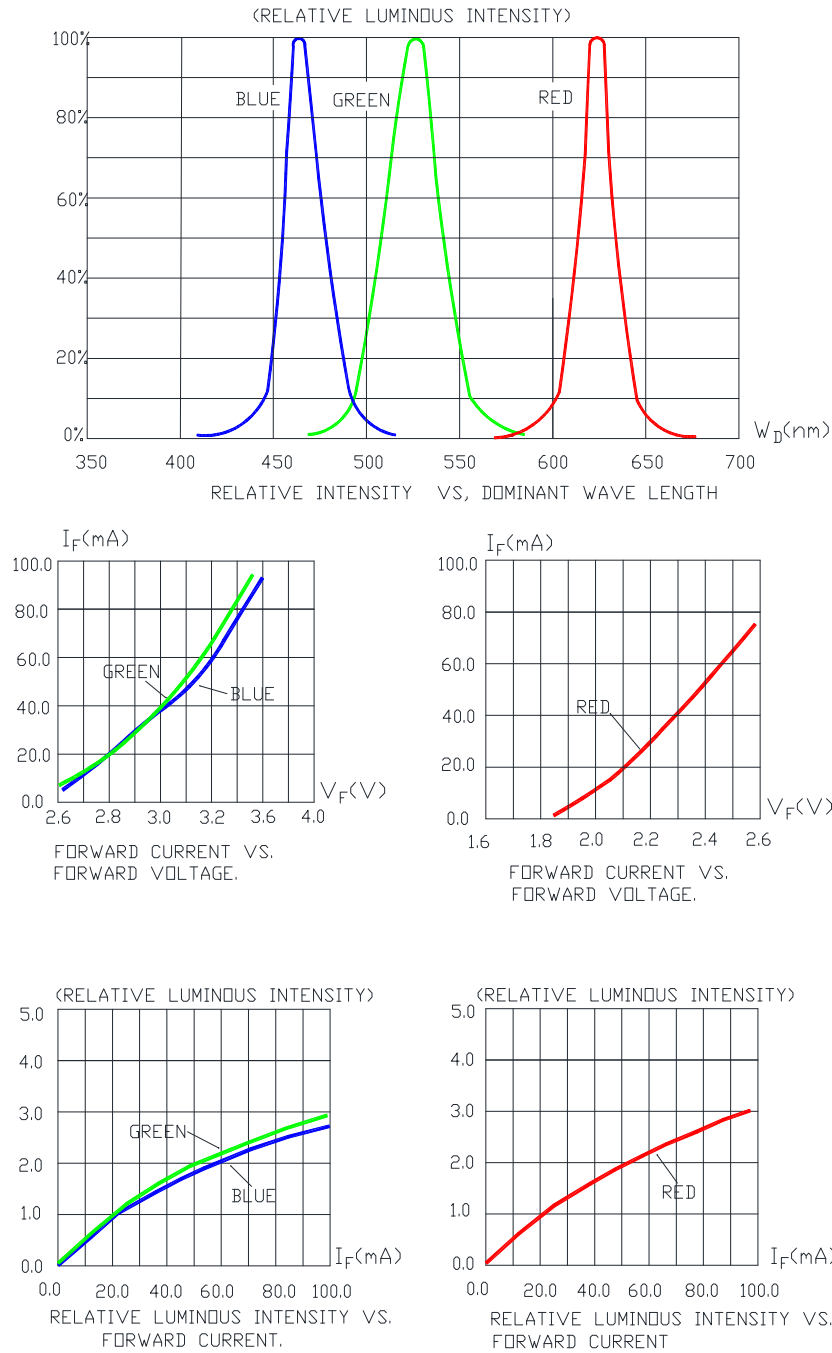 (RELATIVE LUMINOUS INTENSITY)
100%
80%
60%
40%
20%
0%
BLUE
GREEN
RED
W_D(nm)
350 400 450 500 550 600 650 700
RELATIVE INTENSITY VS, DOMINANT WAVE LENGTH
I_F(mA)
100.0
80.0
60.0
40.0
20.0
0.0
GREEN
BLUE
V_F(V)
2.6 2.8 3.0 3.2 3.6 4.0
FORWARD CURRENT VS.
FORWARD VOLTAGE.
I_F(mA)
100.0
80.0
60.0
40.0
20.0
0.0
RED
V_F(V)
1.6 1.8 2.0 2.2 2.4 2.6
FORWARD CURRENT VS.
FORWARD VOLTAGE.
(RELATIVE LUMINOUS INTENSITY)
5.0
4.0
3.0
2.0
1.0
0.0
GREEN
BLUE
I_F(mA)
0.0 20.0 40.0 60.0 80.0 100.0
RELATIVE LUMINOUS INTENSITY VS.
FORWARD CURRENT.
(RELATIVE LUMINOUS INTENSITY)
5.0
4.0
3.0
2.0
1.0
0.0
RED
I_F(mA)
0.0 20.0 40.0 60.0 80.0 100.0
RELATIVE LUMINOUS INTENSITY VS.
FORWARD CURRENT